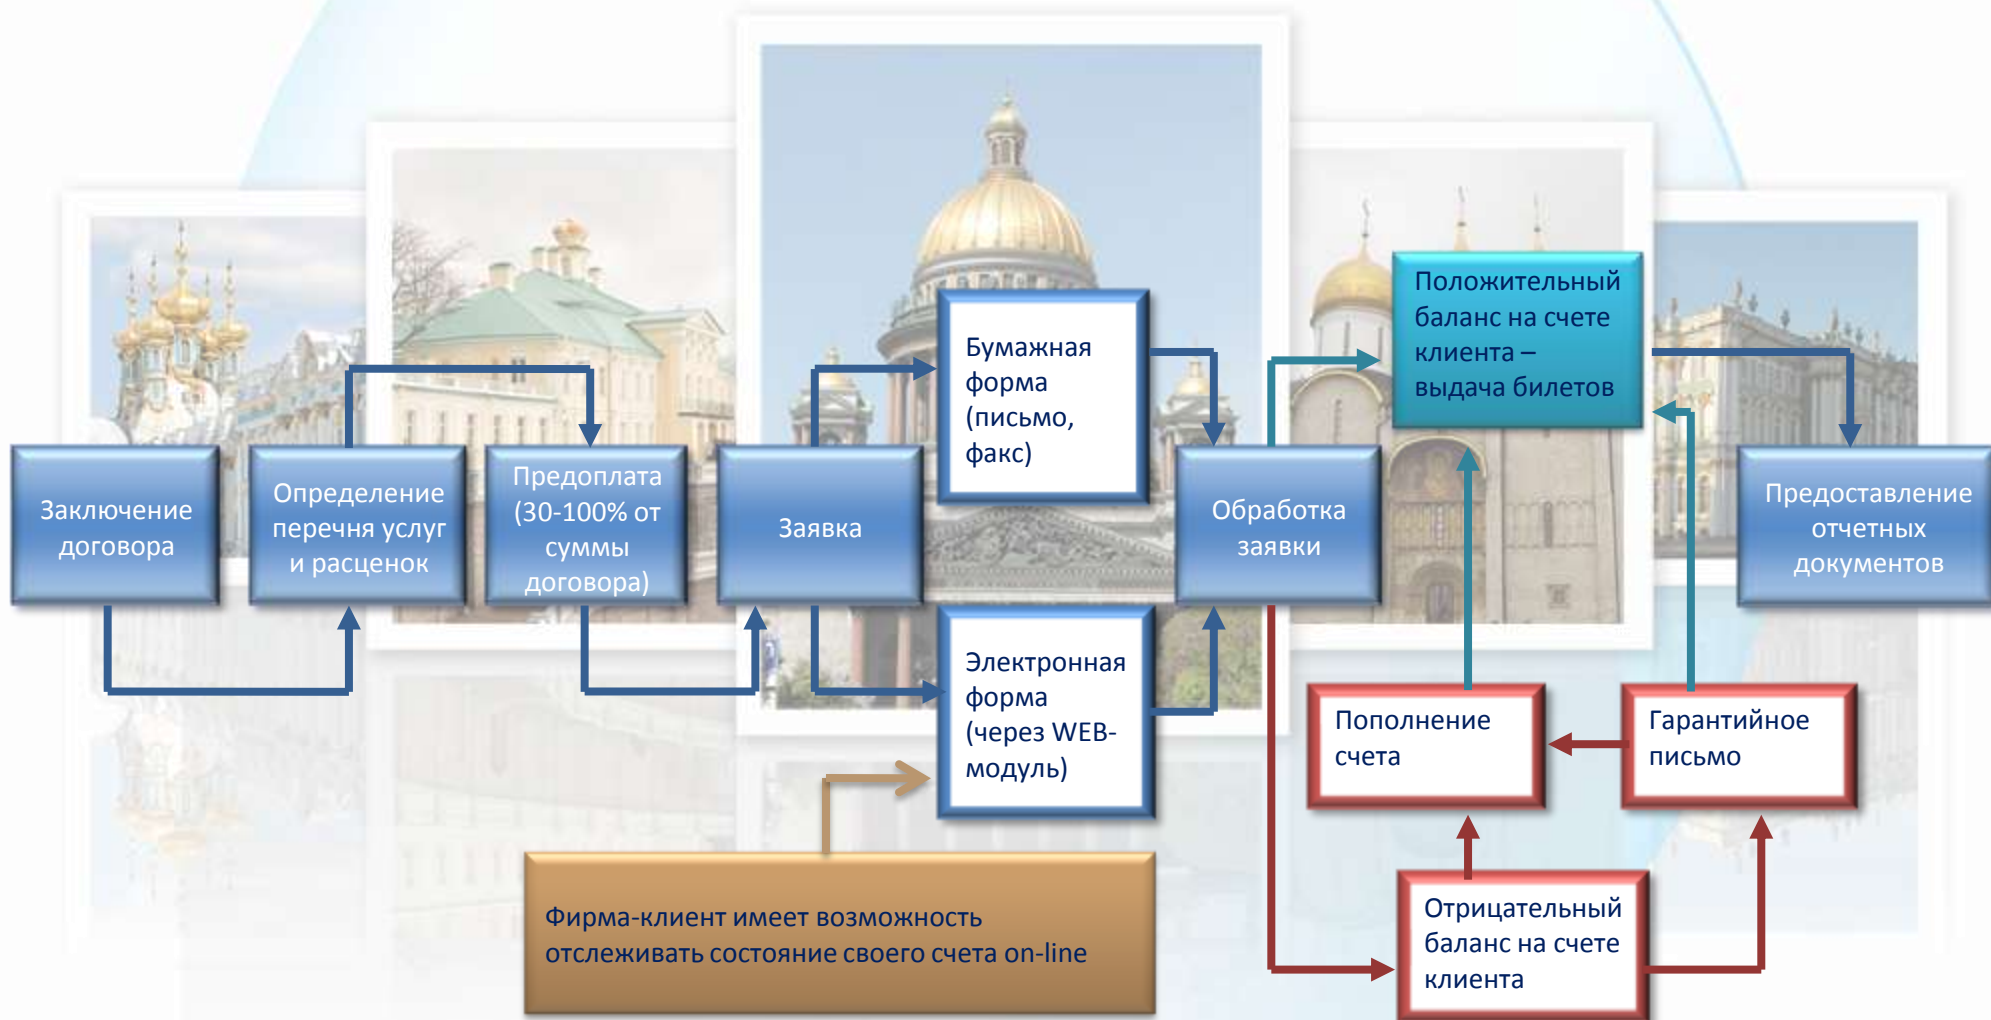 Заключение
договора
Определение
перечня услуг
и расценок
Предоплата
(30-100% от
суммы
договора)
Заявка
Бумажная
форма
(письмо,
факс)
Электронная
форма
(через WEB-
модуль)
Фирма-клиент имеет возможность
отслеживать состояние своего счета on-line
Обработка
заявки
Положительный
баланс на счете
клиента –
выдача билетов
Пополнение
счета
Гарантийное
письмо
Отрицательный
баланс на счете
клиента
Предоставление
отчетных
документов